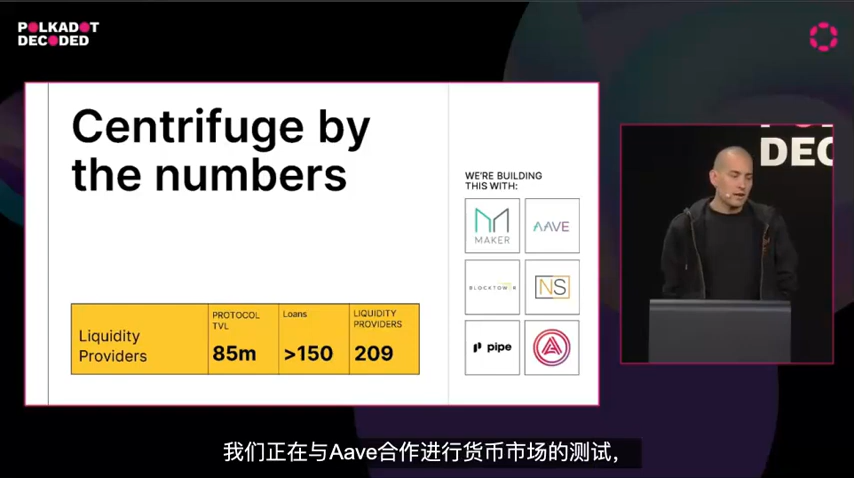 POLKADOT
DECODED
Centrifuge by
the numbers
WE'RE BUILDING
THIS WITH:
MAKER
AAVE
BLOCKTOWER
NS
pipe
Liquidity
Providers
PROTOCOL
TVL
85m
Loans
>150
LIQUIDITY
PROVIDERS
209
DEC
我们正在与Aave合作进行货币市场的测试,